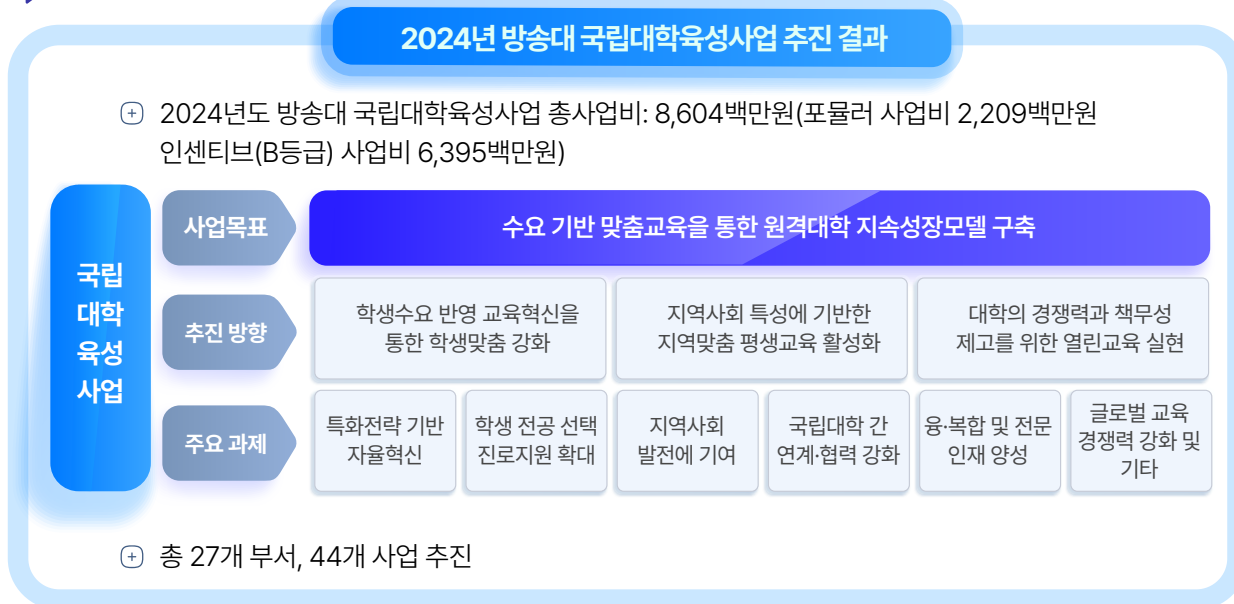 2024년 방송대 국립대학육성사업 추진 결과
2024년도 방송대 국립대학육성사업 총사업비: 8,604백만원(포뮬러 사업비 2,209백만원
인센티브(B등급) 사업비 6,395백만원)
국립
대학
육성
사업
사업목표
수요 기반 맞춤교육을 통한 원격대학 지속성장모델 구축
추진 방향
학생수요 반영 교육혁신을
통한 학생맞춤 강화
지역사회 특성에 기반한
지역맞춤 평생교육 활성화
대학의 경쟁력과 책무성
제고를 위한 열린교육 실현
주요 과제
특화전략 기반
자율혁신
학생 전공 선택
진로지원 확대
지역사회
발전에 기여
국립대학 간
연계·협력 강화
융·복합 및 전문
인재 양성
글로벌 교육
경쟁력 강화 및
기타
총 27개 부서, 44개 사업 추진